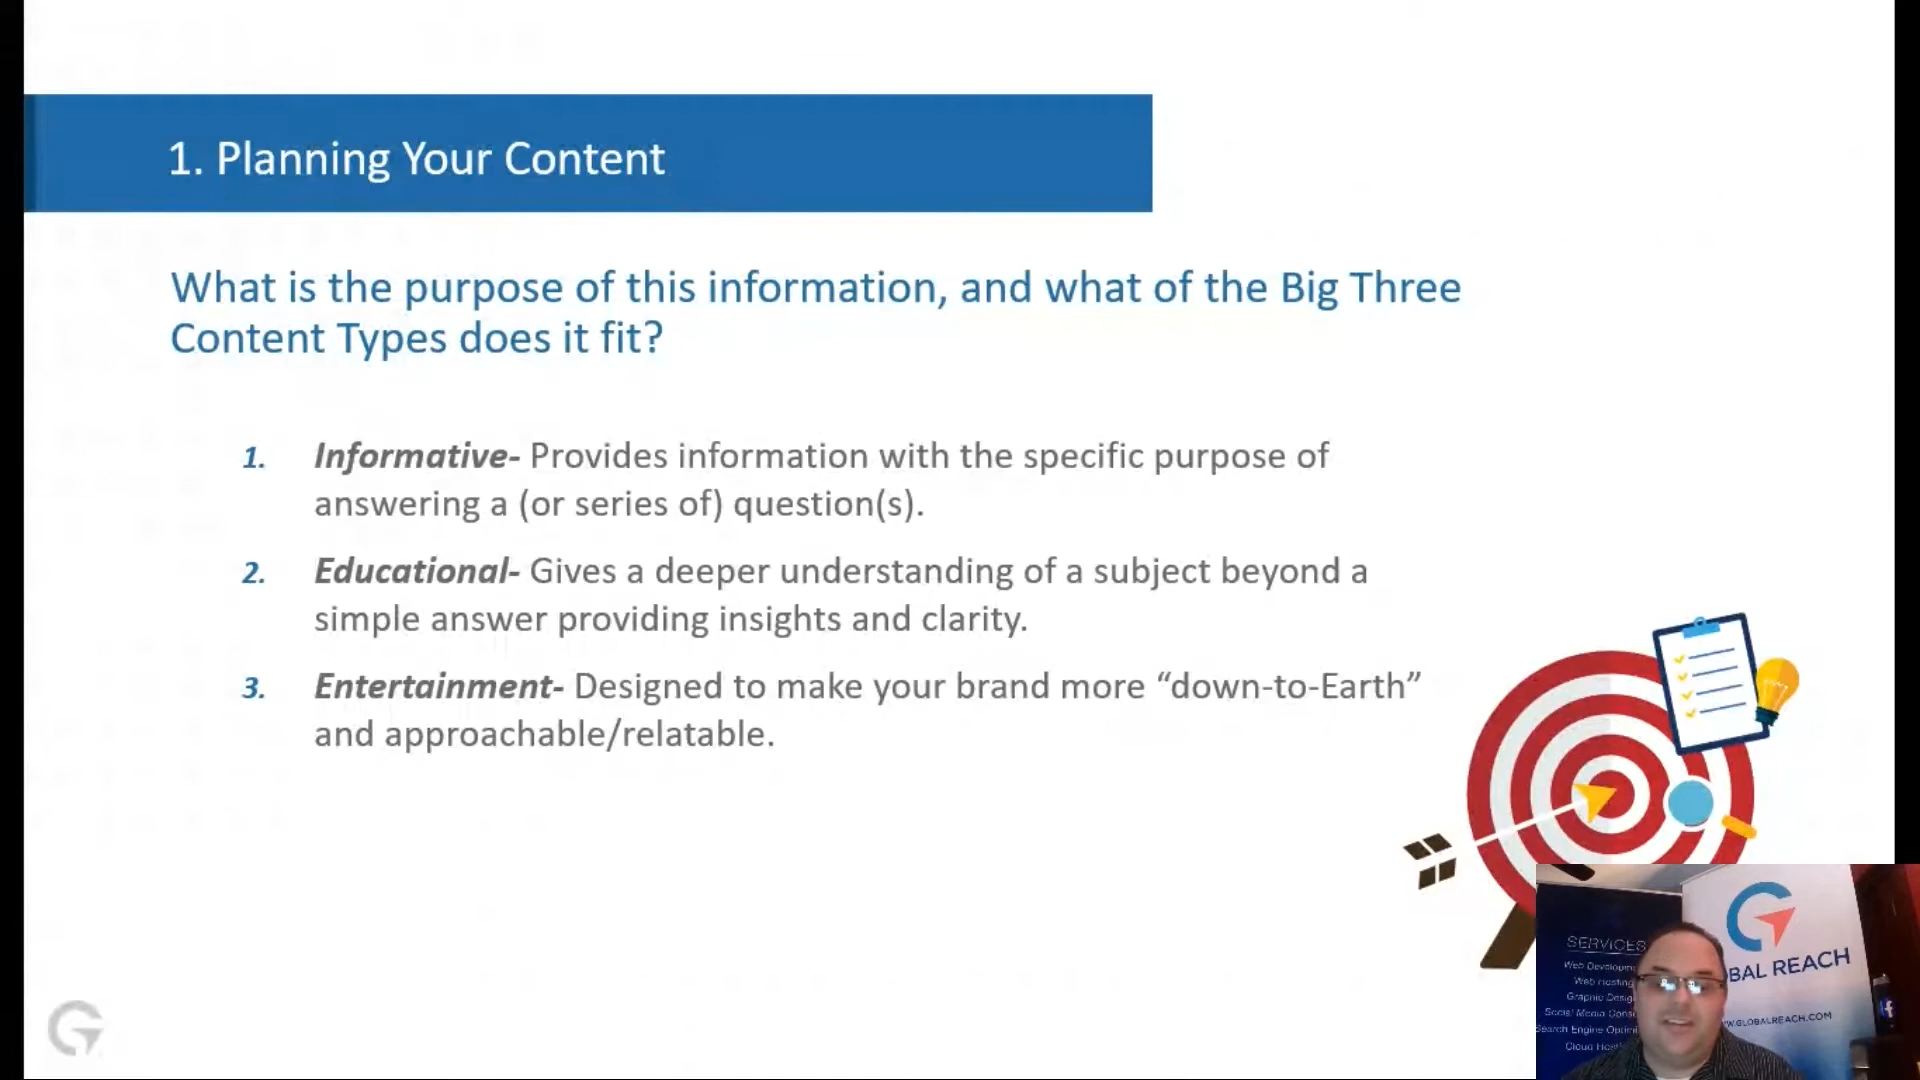 1. Planning Your Content
What is the purpose of this information, and what of the Big Three
Content Types does it fit?
1. Informative- Provides information with the specific purpose of
answering a (or series of) question(s).
2. Educational- Gives a deeper understanding of a subject beyond a
simple answer providing insights and clarity.
3. Entertainment- Designed to make your brand more “down-to-Earth”
and approachable/relatable.
SERVICES
Web Developm
Web Hosting
Graphic Desig
Social Media Cons
Search Engine Optimi
Cloud Host
BAL REACH
W.GLOBALREACH.COM